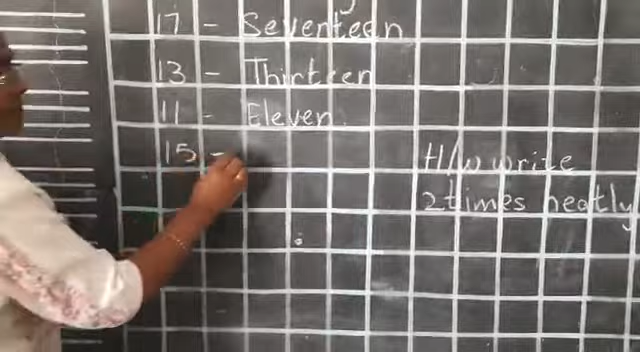 17 - Seventeen
13 - Thirteen
11 - Eleven
15 -
H/w write
2 times neatly